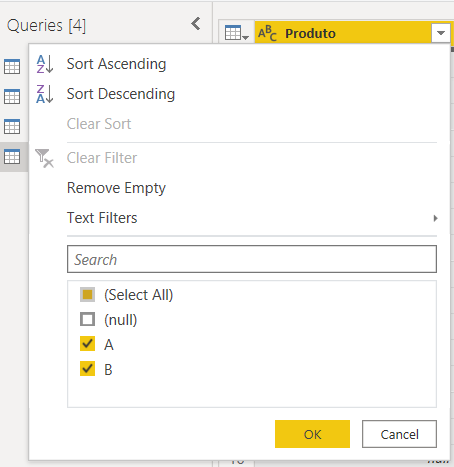 Queries [4]
ABC Produto
Sort Ascending
Sort Descending
Clear Sort
Clear Filter
Remove Empty
Text Filters
Search
(Select All)
(null)
A
B
OK
Cancel